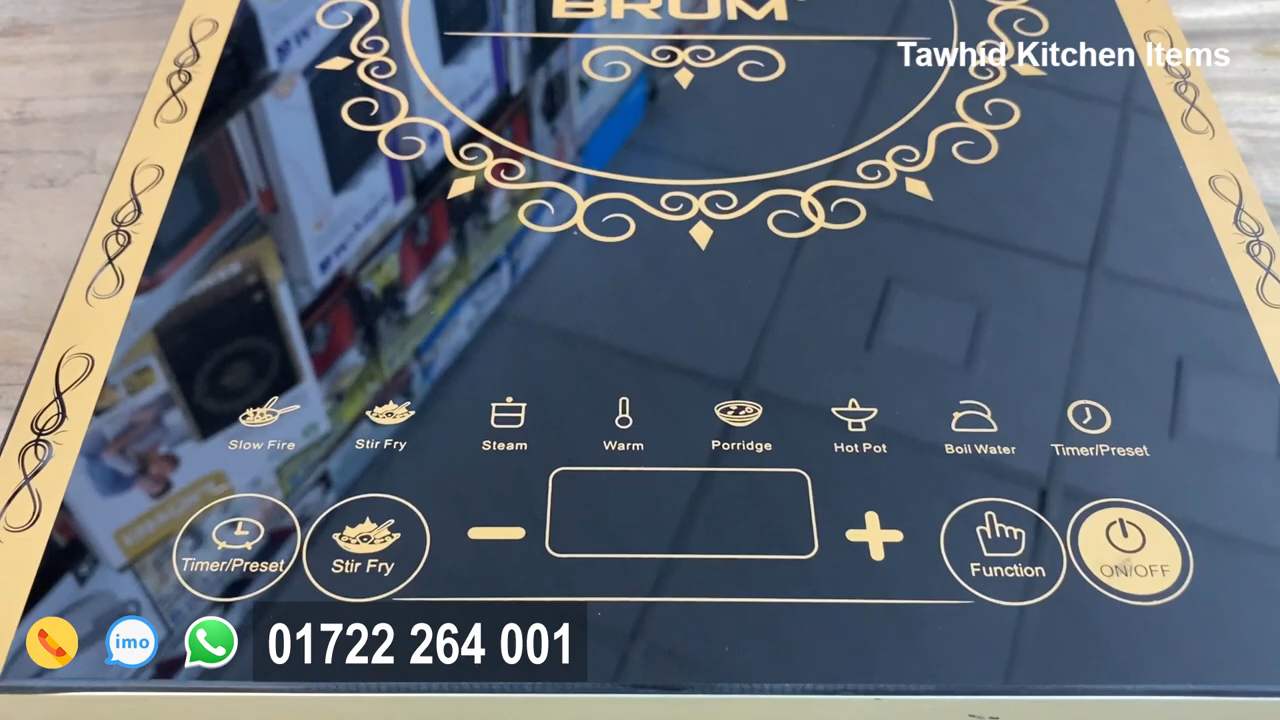 BRUM
Tawhid Kitchen Items
Slow Fire
Stir Fry
Steam
Warm
Porridge
Hot Pot
Boil Water
Timer/Preset
Timer/Preset
Stir Fry
Function
ON/OFF
imo
01722 264 001